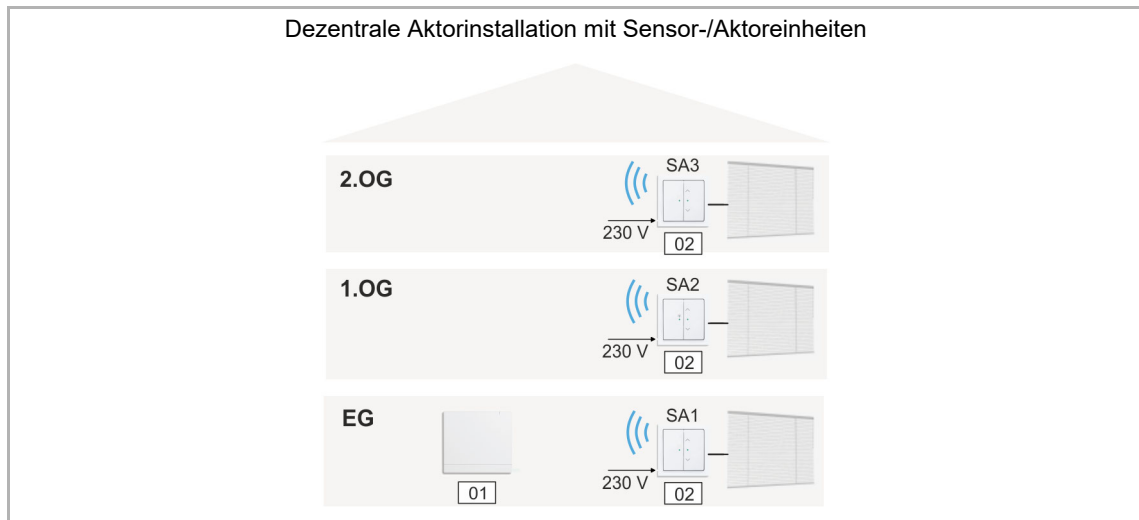 Dezentrale Aktorinstallation mit Sensor-/Aktoreinheiten
2.OG
SA3
230 V
02
1.OG
SA2
230 V
02
EG
SA1
230 V
01
02